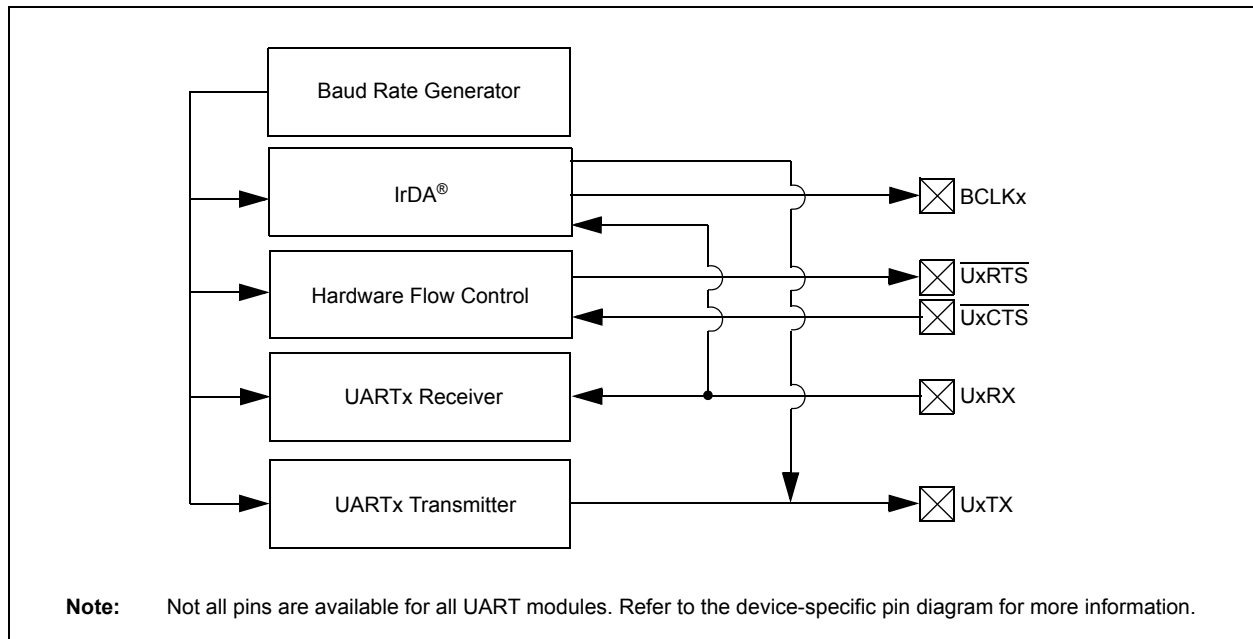 Baud Rate Generator
IrDA®
BCLKx
UxRTS
Hardware Flow Control
UxCTS
UARTx Receiver
UxRX
UARTx Transmitter
UxTX
Note: Not all pins are available for all UART modules. Refer to the device-specific pin diagram for more information.